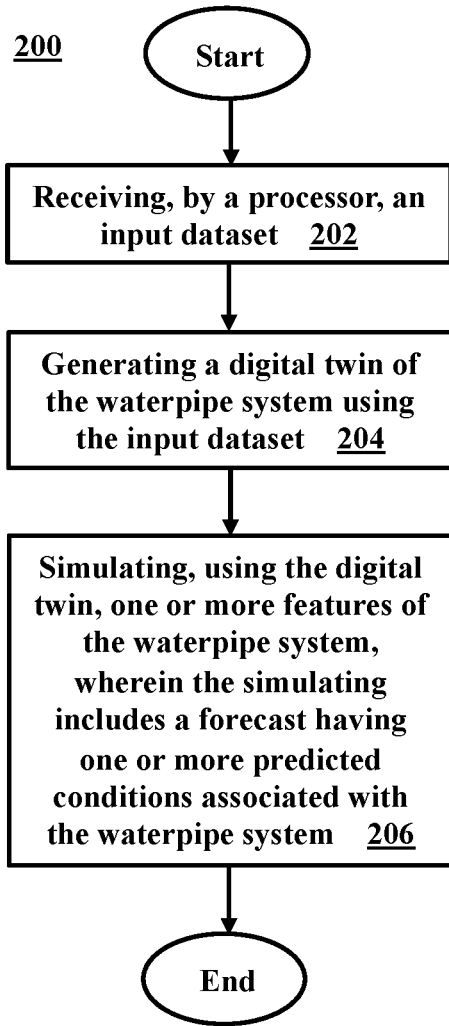 200
Start
Receiving, by a processor, an
input dataset 202
Generating a digital twin of
the waterpipe system using
the input dataset 204
Simulating, using the digital
twin, one or more features of
the waterpipe system,
wherein the simulating
includes a forecast having
one or more predicted
conditions associated with
the waterpipe system 206
End